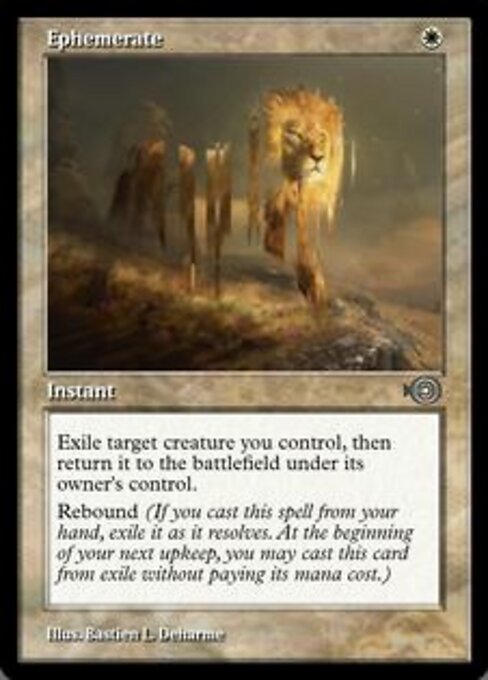 Ephemerate
Instant
Exile target creature you control, then
return it to the battlefield under its
owner's control.
Rebound (If you cast this spell from your
hand, exile it as it resolves. At the beginning
of your next upkeep, you may cast this card
from exile without paying its mana cost.)
Illus. Bastien L. Deharme